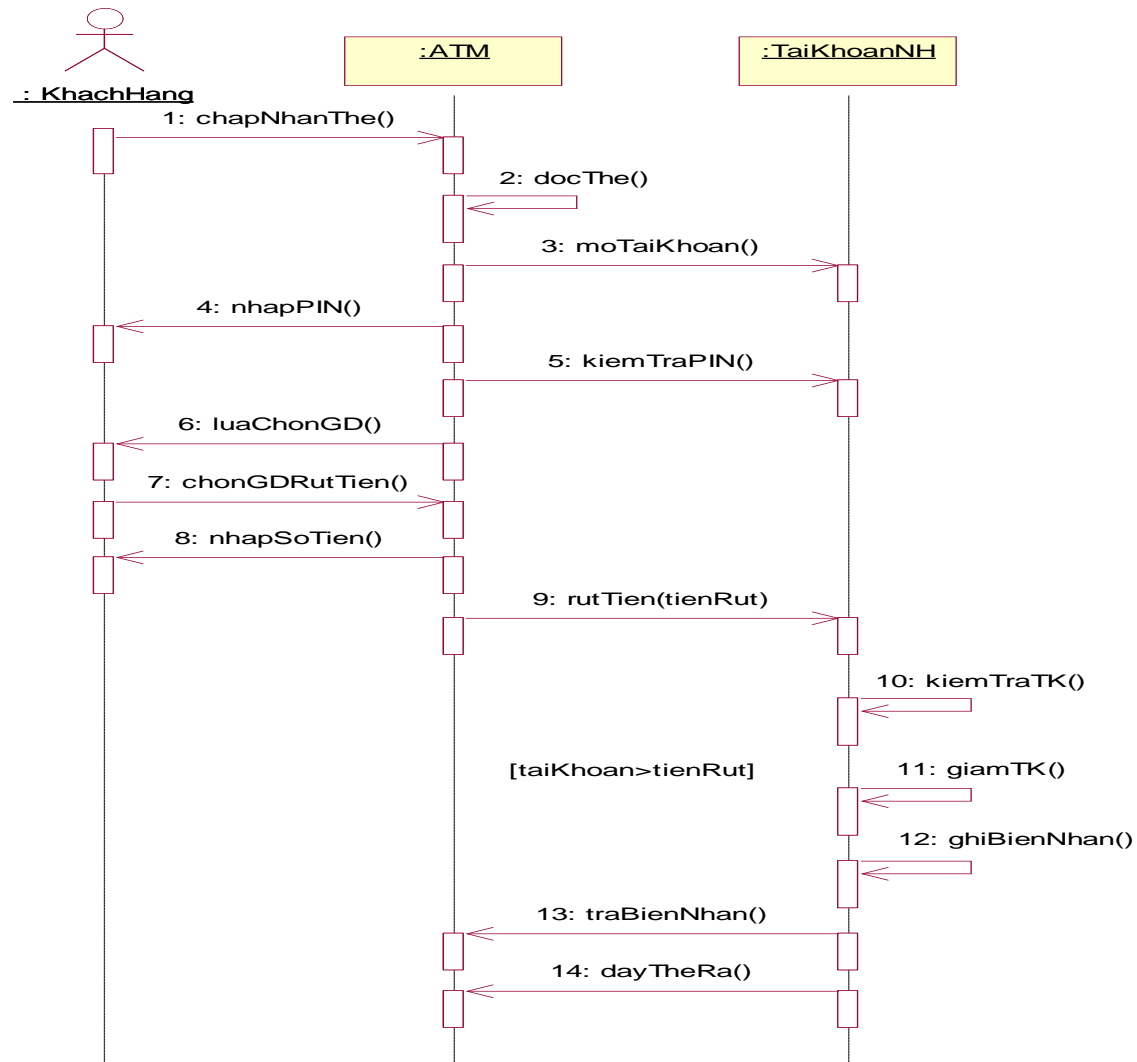 :ATM
:TaiKhoanNH
: KhachHang
1: chapNhanThe()
2: docThe()
3: moTaiKhoan()
4: nhapPIN()
5: kiemTraPIN()
6: luaChonGD()
7: chonGDRutTien()
8: nhapSoTien()
9: rutTien(tienRut)
10: kiemTraTK()
[taiKhoan>tienRut]
11: giamTK()
12: ghiBienNhan()
13: traBienNhan()
14: dayTheRa()